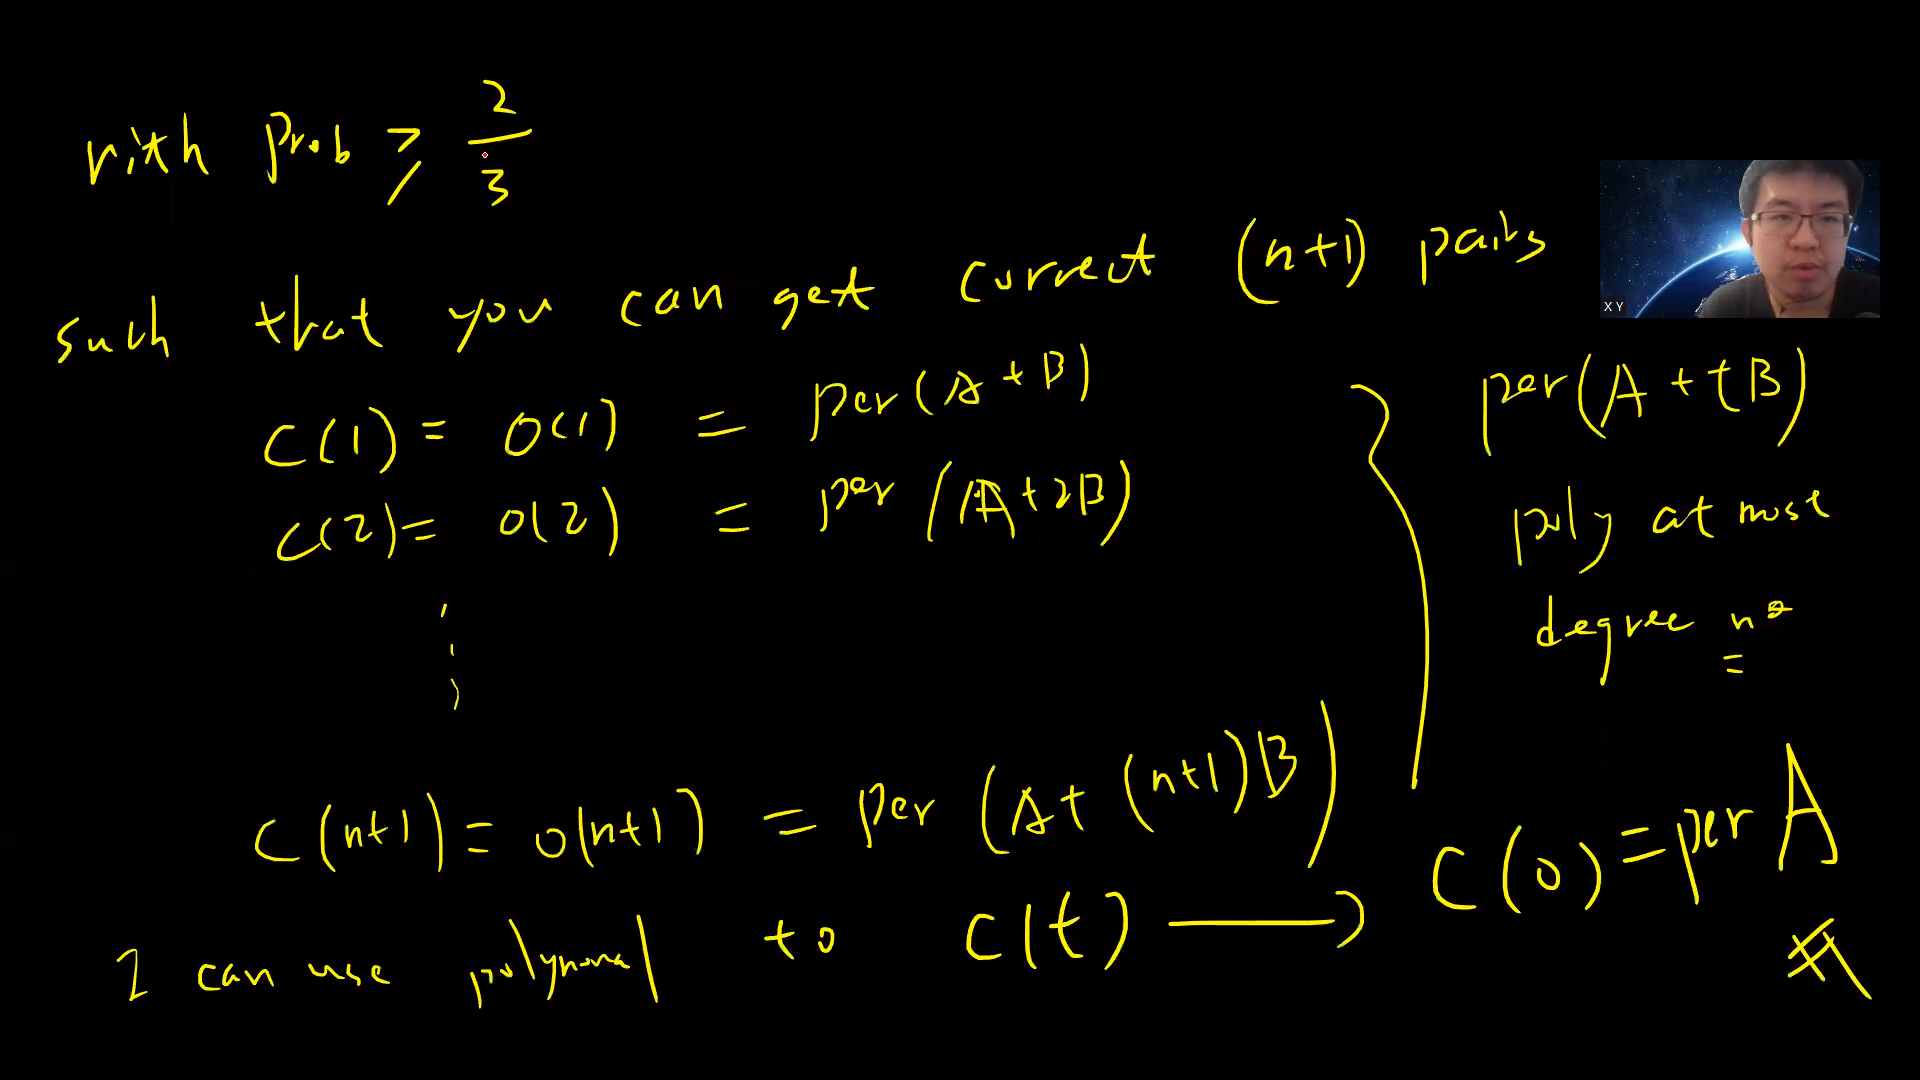 with prob ⩾ 2/3
such that you can get correct (n+1) pairs
C(1) = O(1) = per(A+B)
C(2) = O(2) = per(A+2B)
⋮
C(n+1) = O(n+1) = per(A+(n+1)B)
I can use polynomial to C(t) → C(0) = per A
#
per(A+tB)
poly at most
degree n
X Y